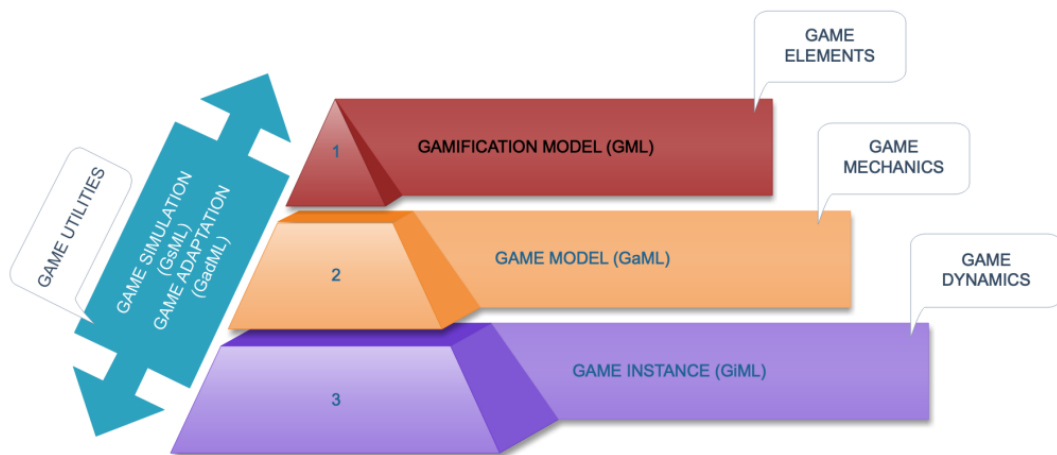 GAME
ELEMENTS
1
GAMIFICATION MODEL (GML)
GAME
MECHANICS
GAME UTILITIES
GAME SIMULATION
(GsML)
GAME ADAPTATION
(GadML)
2
GAME MODEL (GaML)
GAME
DYNAMICS
3
GAME INSTANCE (GiML)